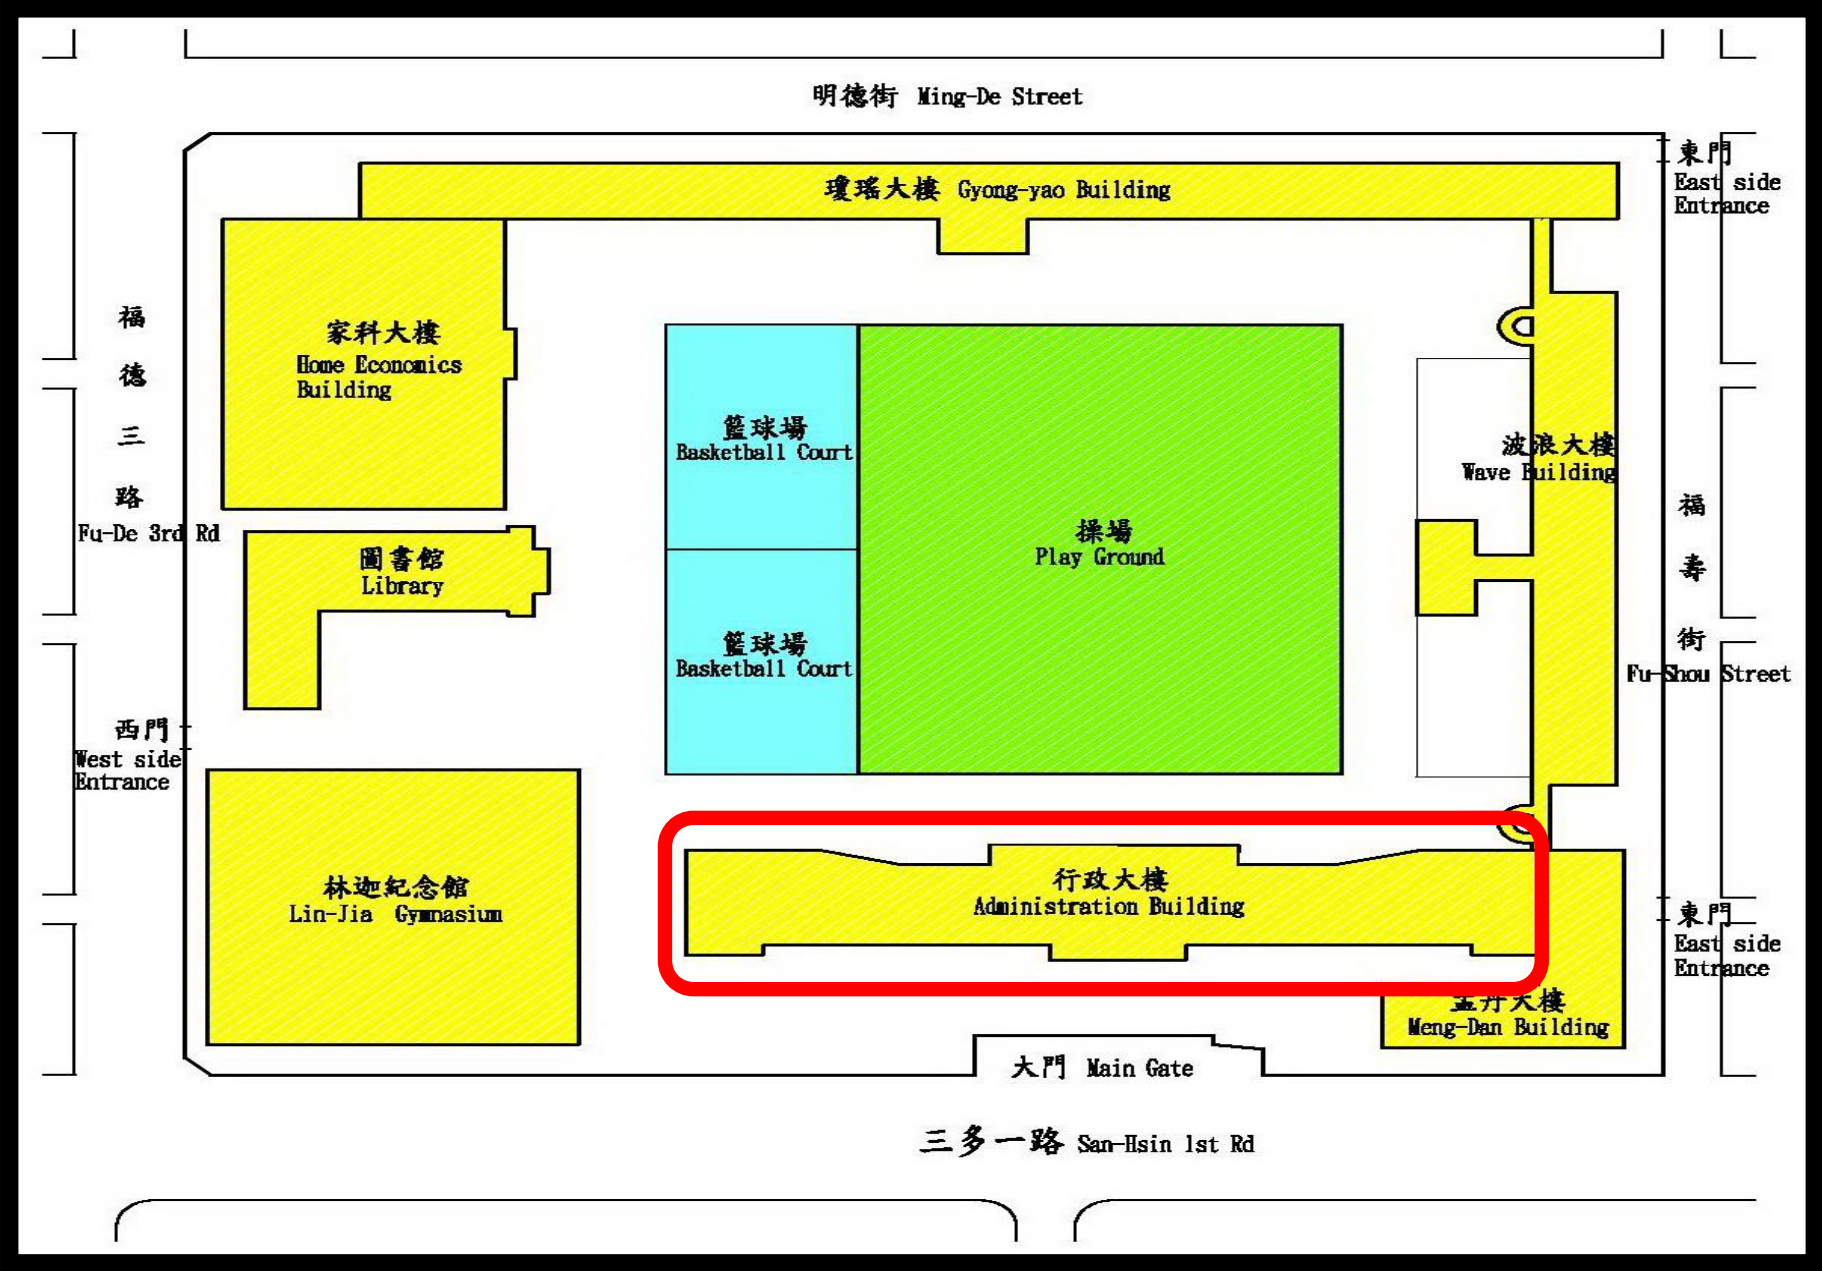 明德街 Ming-De Street
東門
East side
Entrance
瓊瑤大樓 Gyong-yao Building
福
德
三
路
Fu-De 3rd Rd
家科大樓
Home Economics
Building
籃球場
Basketball Court
操場
Play Ground
波浪大樓
Wave Building
福
壽
街
Fu-Shou Street
圖書館
Library
籃球場
Basketball Court
西門
West side
Entrance
林迦紀念館
Lin-Jia Gymnasium
行政大樓
Administration Building
東門
East side
Entrance
孟丹大樓
Meng-Dan Building
大門 Main Gate
三多一路 San-Hsin 1st Rd